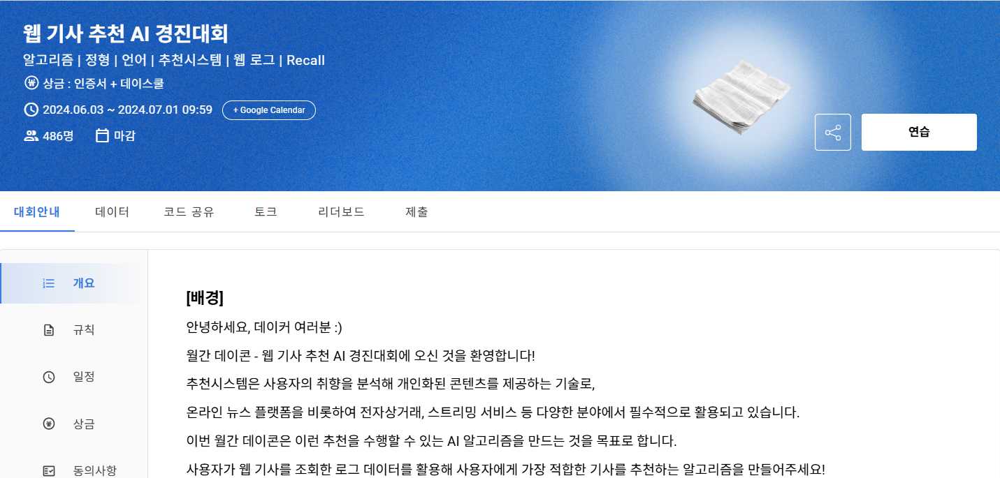 웹 기사 추천 AI 경진대회
알고리즘 | 정형 | 언어 | 추천시스템 | 웹 로그 | Recall
상금 : 인증서 + 데이스쿨
2024.06.03 ~ 2024.07.01 09:59 + Google Calendar
486명 마감
연습
대회안내 데이터 코드 공유 토크 리더보드 제출
개요
규칙
일정
상금
동의사항
[배경]
안녕하세요, 데이커 여러분 :)
월간 데이콘 - 웹 기사 추천 AI 경진대회에 오신 것을 환영합니다!
추천시스템은 사용자의 취향을 분석해 개인화된 콘텐츠를 제공하는 기술로,
온라인 뉴스 플랫폼을 비롯하여 전자상거래, 스트리밍 서비스 등 다양한 분야에서 필수적으로 활용되고 있습니다.
이번 월간 데이콘은 이런 추천을 수행할 수 있는 AI 알고리즘을 만드는 것을 목표로 합니다.
사용자가 웹 기사를 조회한 로그 데이터를 활용해 사용자에게 가장 적합한 기사를 추천하는 알고리즘을 만들어주세요!